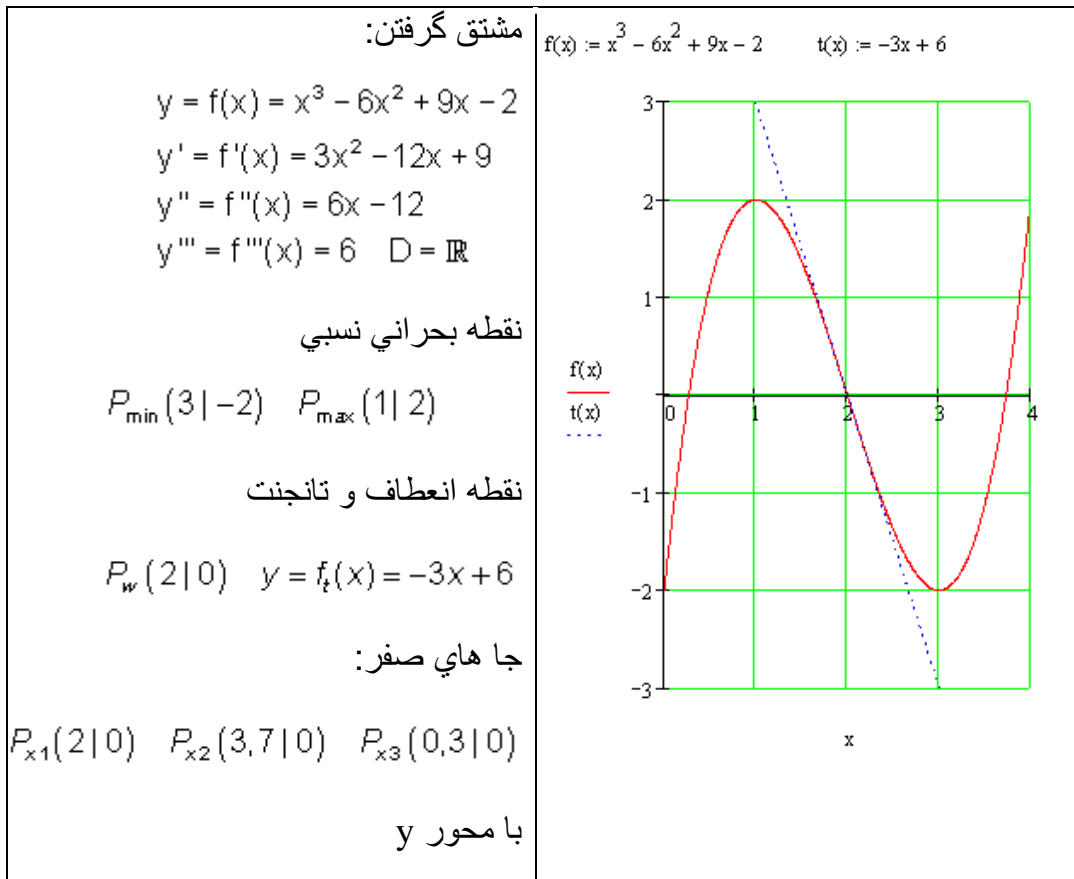 مشتق گرفتن:
y = f(x) = x³ − 6x² + 9x − 2
y' = f'(x) = 3x² − 12x + 9
y'' = f''(x) = 6x − 12
y''' = f'''(x) = 6   D = ℝ
نقطه بحراني نسبي
P_min (3 | −2)   P_max (1 | 2)
نقطه انعطاف و تانجنت
P_w (2 | 0)   y = f_t(x) = −3x + 6
جا هاي صفر:
P_x1 (2 | 0)   P_x2 (3,7 | 0)   P_x3 (0,3 | 0)
با محور y
f(x) := x³ − 6x² + 9x − 2   t(x) := −3x + 6
3
2
1
f(x)
t(x)
0 1 2 3 4
−1
−2
−3
x